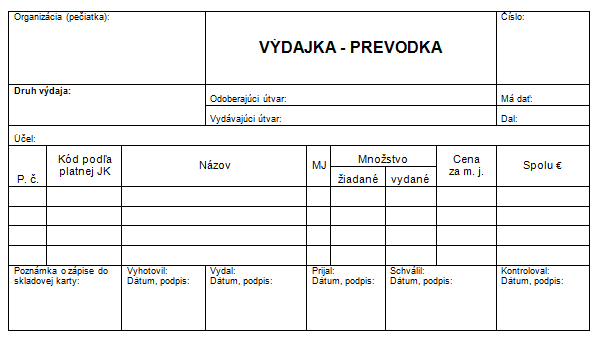 Organizácia (pečiatka):
VÝDAJKA - PREVODKA
Číslo:
Druh výdaja:
Odoberajúci útvar:
Má dať:
Vydávajúci útvar:
Dal:
Účel:
P. č.
Kód podľa
platnej JK
Názov
MJ
Množstvo
žiadané
vydané
Cena
za m. j.
Spolu €
Poznámka o zápise do
skladovej karty:
Vyhotovil:
Dátum, podpis:
Vydal:
Dátum, podpis:
Prijal:
Dátum, podpis:
Schválil:
Dátum, podpis:
Kontroloval:
Dátum, podpis: